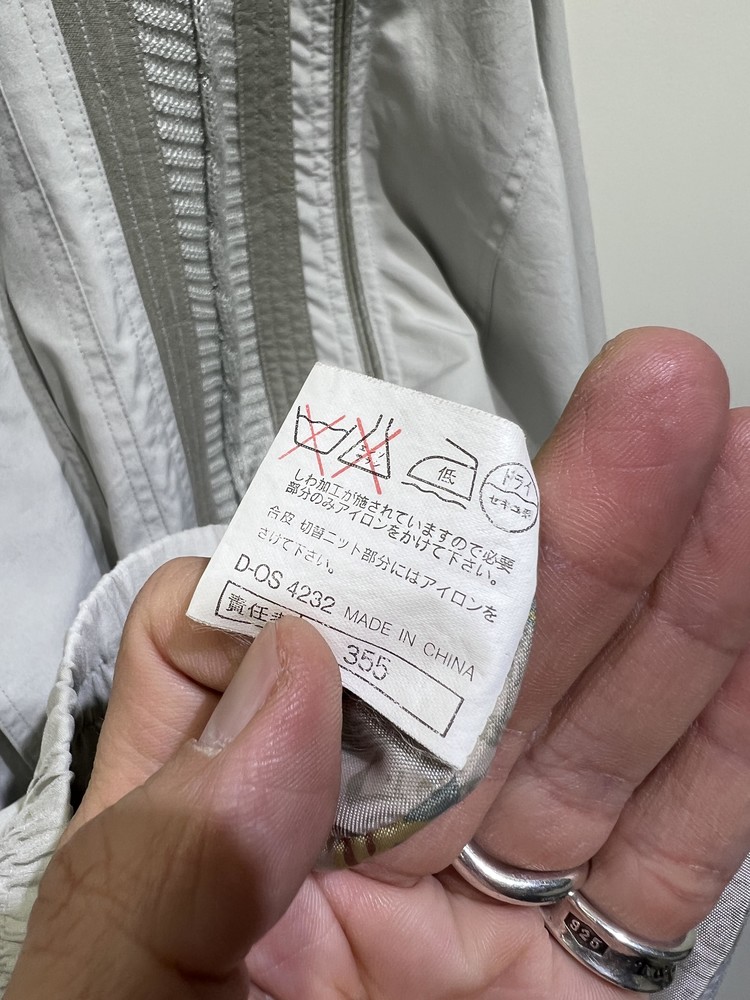 低
ドライ
セキユ系
しわ加工が施されていますので必要
部分のみアイロンをかけて下さい。
合皮 切替ニット部分にはアイロンを
さけて下さい。
D-OS 4232 MADE IN CHINA
責任
355
925